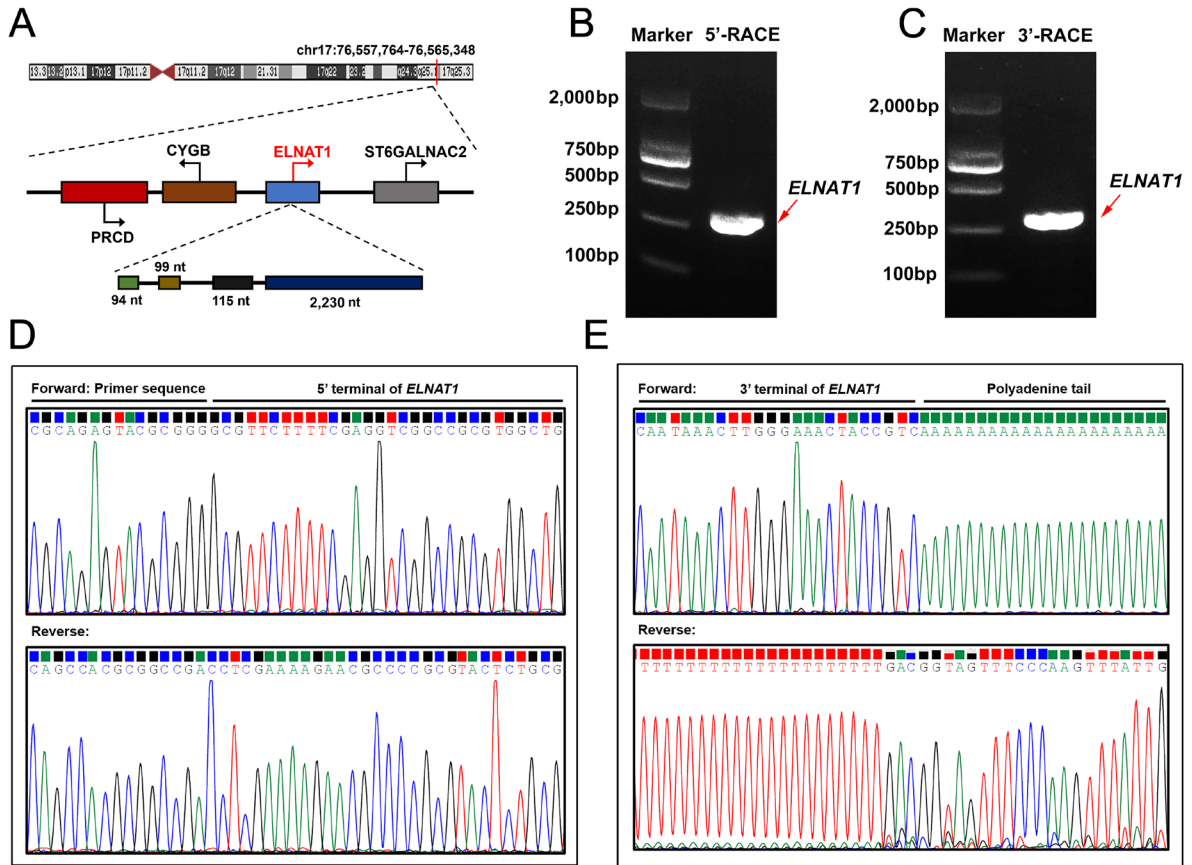 A
chr17:76,557,764-76,565,348
13.3 13.2 p13.1 17p12 17p11.2 17q11.2 17q12 21.31 17q22 23.2 q24.3 q25.1 17q25.3
CYGB
ELNAT1
ST6GALNAC2
PRCD
99 nt
94 nt
115 nt
2,230 nt
B
Marker 5'-RACE
2,000bp
750bp
500bp
250bp
100bp
ELNAT1
C
Marker 3'-RACE
2,000bp
750bp
500bp
250bp
100bp
ELNAT1
D
Forward: Primer sequence 5' terminal of ELNAT1
CGCAGAGTACGCGGGGCGTTCTTTTCGAGGTCGGCCGCGTGGCTG
Reverse:
CAGCCACGCGGCCGACCTCGAAAAGAACGCCCCGCGTACTCTGCG
E
Forward: 3' terminal of ELNAT1 Polyadenine tail
CAATAAACTTGGGAAACTACCGTCAAAAAAAAAAAAAAAAAAAAA
Reverse:
TTTTTTTTTTTTTTTTTTTTTGACGGTAGTTTCCCAAGTTTATTG